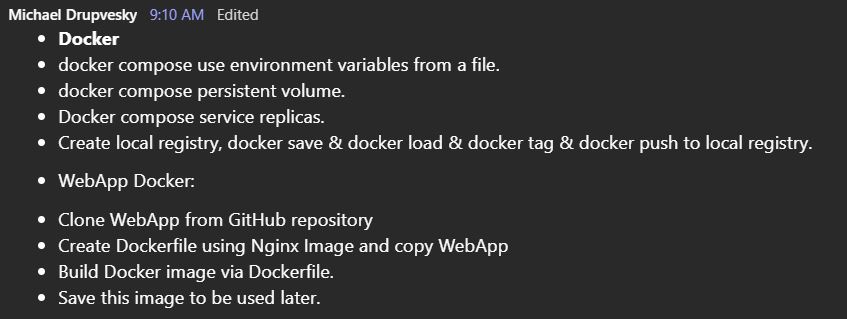 Michael Drupvesky 9:10 AM Edited
• Docker
• docker compose use environment variables from a file.
• docker compose persistent volume.
• Docker compose service replicas.
• Create local registry, docker save & docker load & docker tag & docker push to local registry.
• WebApp Docker:
• Clone WebApp from GitHub repository
• Create Dockerfile using Nginx Image and copy WebApp
• Build Docker image via Dockerfile.
• Save this image to be used later.